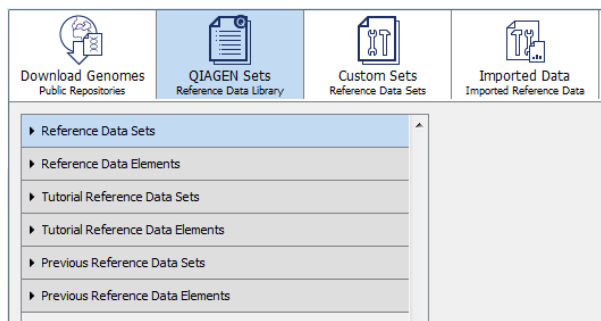 Download Genomes
Public Repositories
QIAGEN Sets
Reference Data Library
Custom Sets
Reference Data Sets
Imported Data
Imported Reference Data
Reference Data Sets
Reference Data Elements
Tutorial Reference Data Sets
Tutorial Reference Data Elements
Previous Reference Data Sets
Previous Reference Data Elements